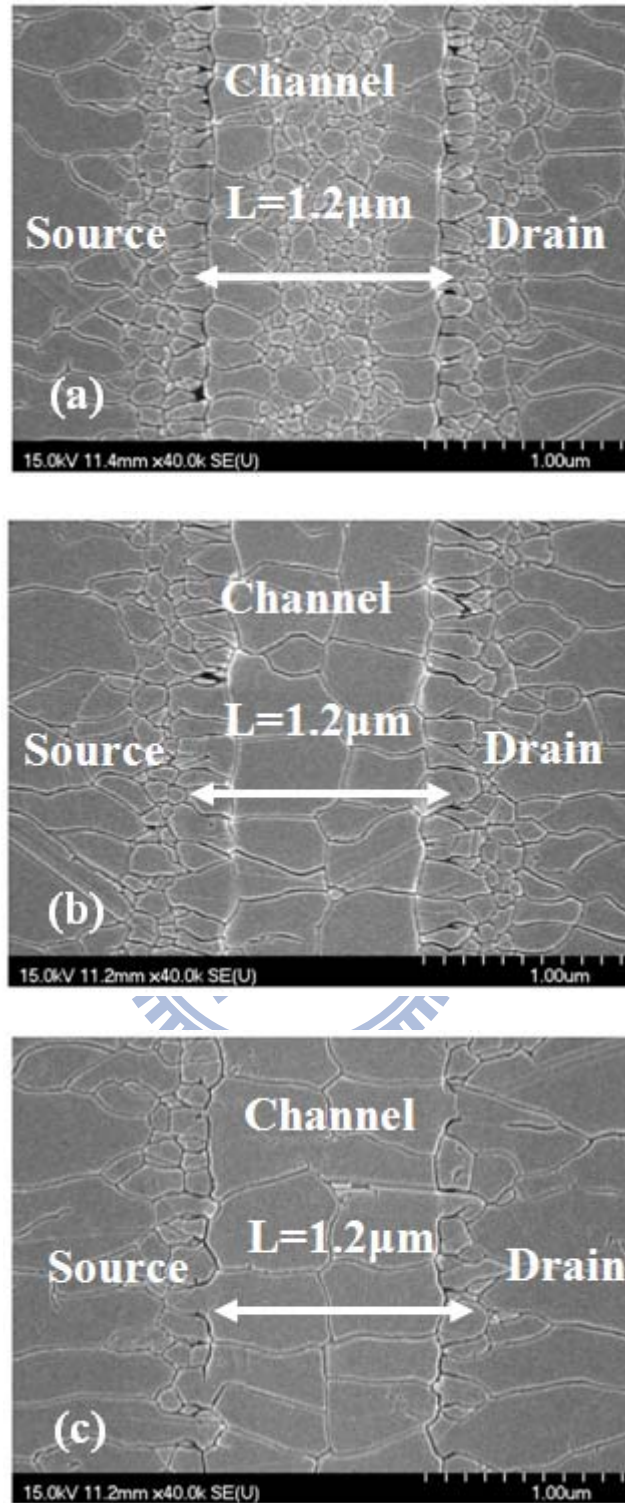 Channel
L=1.2μm
Source
Drain
(a)
15.0kV 11.4mm x40.0k SE(U)
1.00um
Channel
L=1.2μm
Source
Drain
(b)
15.0kV 11.2mm x40.0k SE(U)
1.00um
Channel
L=1.2μm
Source
Drain
(c)
15.0kV 11.2mm x40.0k SE(U)
1.00um